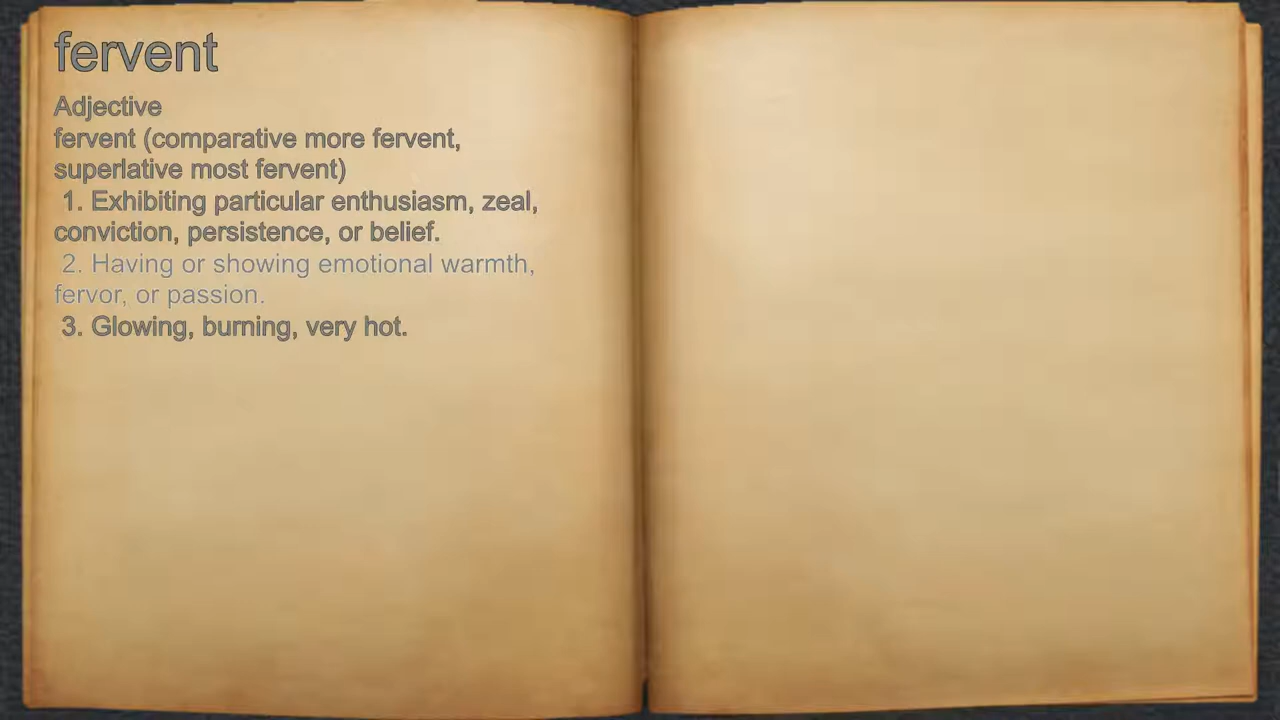 fervent
Adjective
fervent (comparative more fervent,
superlative most fervent)
1. Exhibiting particular enthusiasm, zeal,
conviction, persistence, or belief.
2. Having or showing emotional warmth,
fervor, or passion.
3. Glowing, burning, very hot.